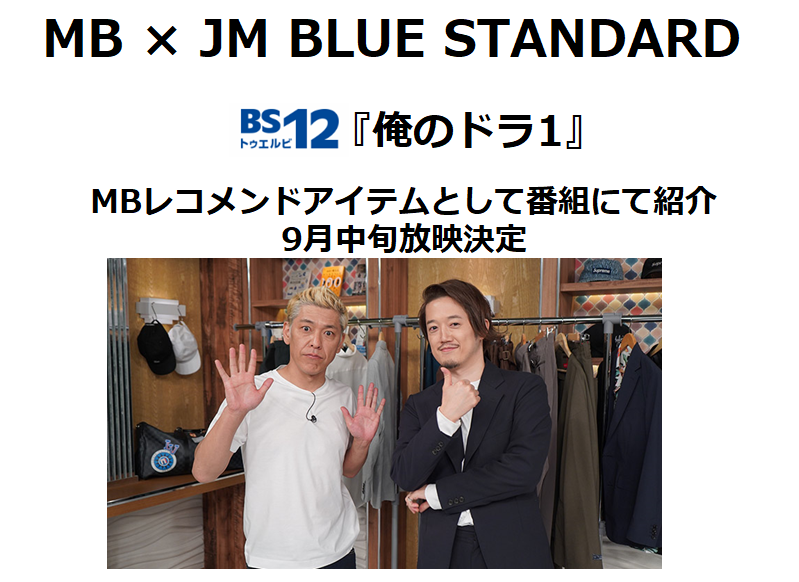 MB × JM BLUE STANDARD
BS12 『俺のドラ1』
トゥエルビ
MBレコメンドアイテムとして番組にて紹介
9月中旬放映決定
Supreme